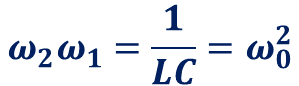 ω₂ω₁ = 1/LC = ω₀²